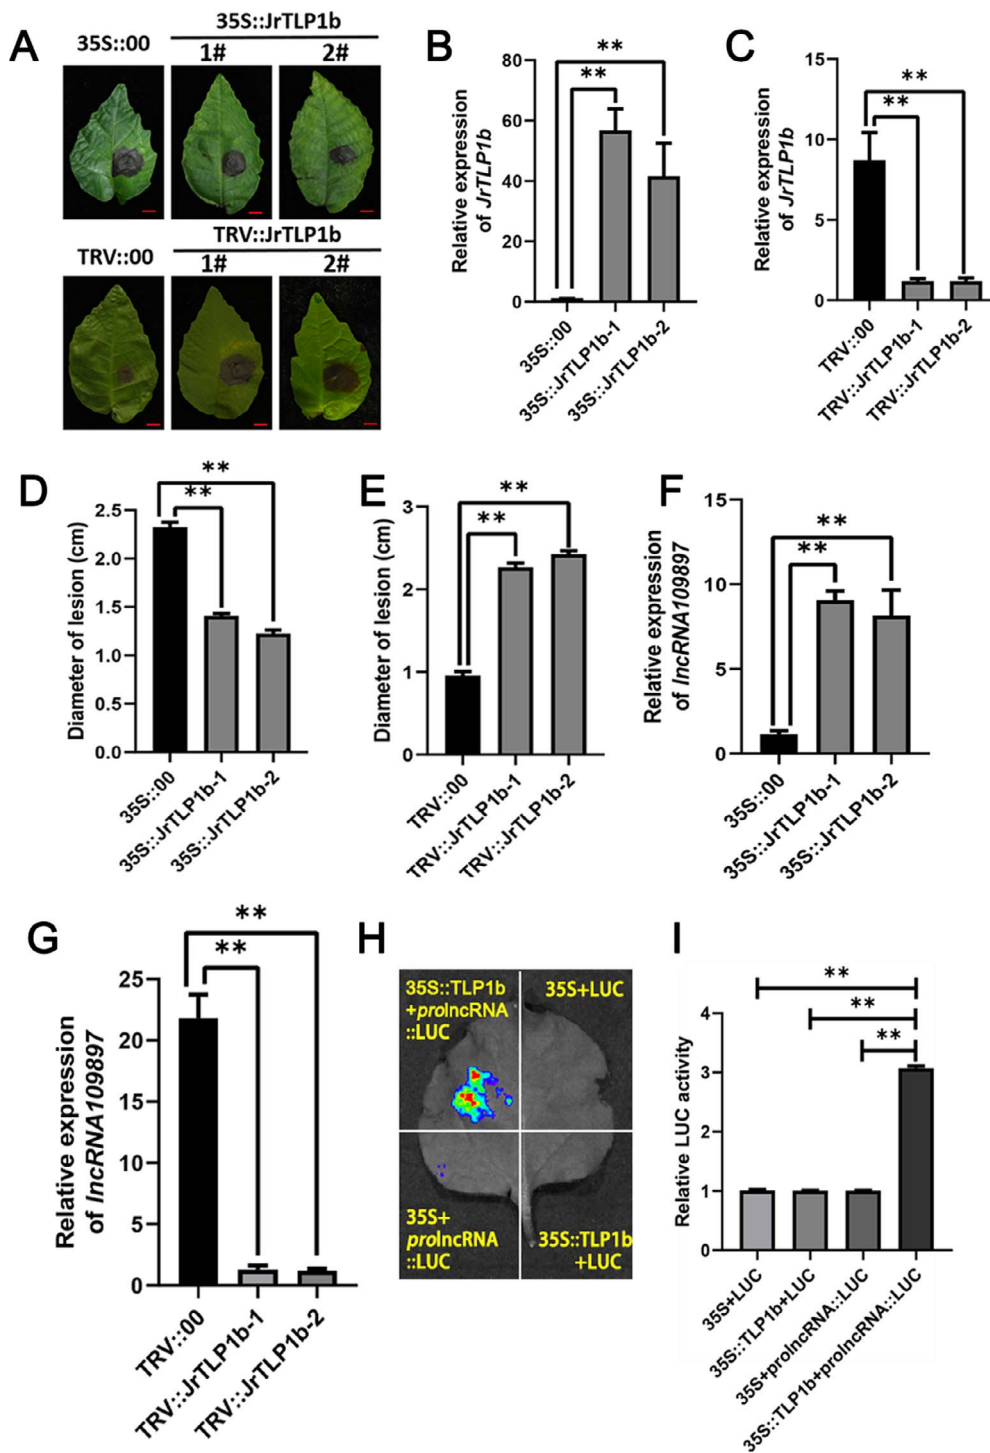 A
35S::00
35S::JrTLP1b
1#
2#
TRV::00
TRV::JrTLP1b
1#
2#
B
Relative expression
of JrTLP1b
80
60
40
20
0
**
**
35S::00
35S::JrTLP1b-1
35S::JrTLP1b-2
C
Relative expression
of JrTLP1b
15
10
5
0
**
**
TRV::00
TRV::JrTLP1b-1
TRV::JrTLP1b-2
D
Diameter of lesion (cm)
2.5
2.0
1.5
1.0
0.5
0.0
**
**
35S::00
35S::JrTLP1b-1
35S::JrTLP1b-2
E
Diameter of lesion (cm)
3
2
1
0
**
**
TRV::00
TRV::JrTLP1b-1
TRV::JrTLP1b-2
F
Relative expression
of lncRNA109897
15
10
5
0
**
**
35S::00
35S::JrTLP1b-1
35S::JrTLP1b-2
G
Relative expression
of lncRNA109897
25
20
15
10
5
0
**
**
TRV::00
TRV::JrTLP1b-1
TRV::JrTLP1b-2
H
35S::TLP1b
+prolncRNA
::LUC
35S+LUC
35S+
prolncRNA
::LUC
35S::TLP1b
+LUC
I
Relative LUC activity
4
3
2
1
0
**
**
**
35S+LUC
35S::TLP1b+LUC
35S+prolncRNA::LUC
35S::TLP1b+prolncRNA::LUC